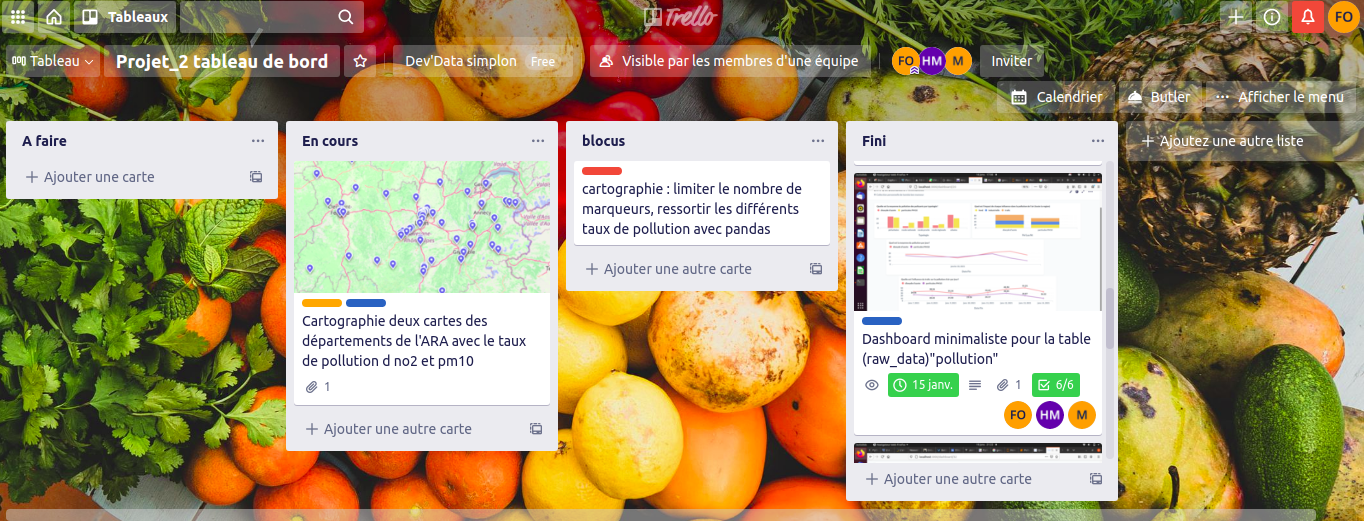 Tableaux
Trello
FO
Tableau
Projet_2 tableau de bord
Dev'Data simplon Free
Visible par les membres d'une équipe
FO HM M
Inviter
Calendrier
Butler
Afficher le menu
A faire
Ajouter une carte
En cours
Cartographie deux cartes des
départements de l'ARA avec le taux
de pollution d no2 et pm10
1
Ajouter une autre carte
blocus
cartographie : limiter le nombre de
marqueurs, ressortir les différents
taux de pollution avec pandas
Ajouter une autre carte
Fini
Dashboard minimaliste pour la table
(raw_data)"pollution"
15 janv. 1 6/6
FO HM M
Ajouter une autre carte
Ajoutez une autre liste